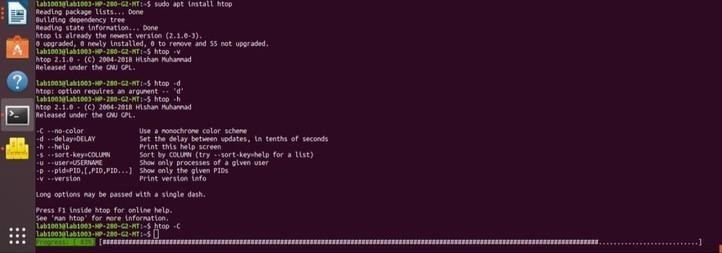 lab1003@lab1003-HP-280-G2-MT:~$ sudo apt install htop
Reading package lists... Done
Building dependency tree
Reading state information... Done
htop is already the newest version (2.1.0-3).
0 upgraded, 0 newly installed, 0 to remove and 55 not upgraded.
lab1003@lab1003-HP-280-G2-MT:~$ htop -v
htop 2.1.0 - (C) 2004-2018 Hisham Muhammad
Released under the GNU GPL.
lab1003@lab1003-HP-280-G2-MT:~$ htop -d
htop: option requires an argument -- 'd'
lab1003@lab1003-HP-280-G2-MT:~$ htop -h
htop 2.1.0 - (C) 2004-2018 Hisham Muhammad
Released under the GNU GPL.
-C --no-color Use a monochrome color scheme
-d --delay=DELAY Set the delay between updates, in tenths of seconds
-h --help Print this help screen
-s --sort-key=COLUMN Sort by COLUMN (try --sort-key=help for a list)
-u --user=USERNAME Show only processes of a given user
-p --pid=PID,[,PID,PID...] Show only the given PIDs
-v --version Print version info
Long options may be passed with a single dash.
Press F1 inside htop for online help.
See 'man htop' for more information.
lab1003@lab1003-HP-280-G2-MT:~$ htop -C
lab1003@lab1003-HP-280-G2-MT:~$
Progress: [ 83%]